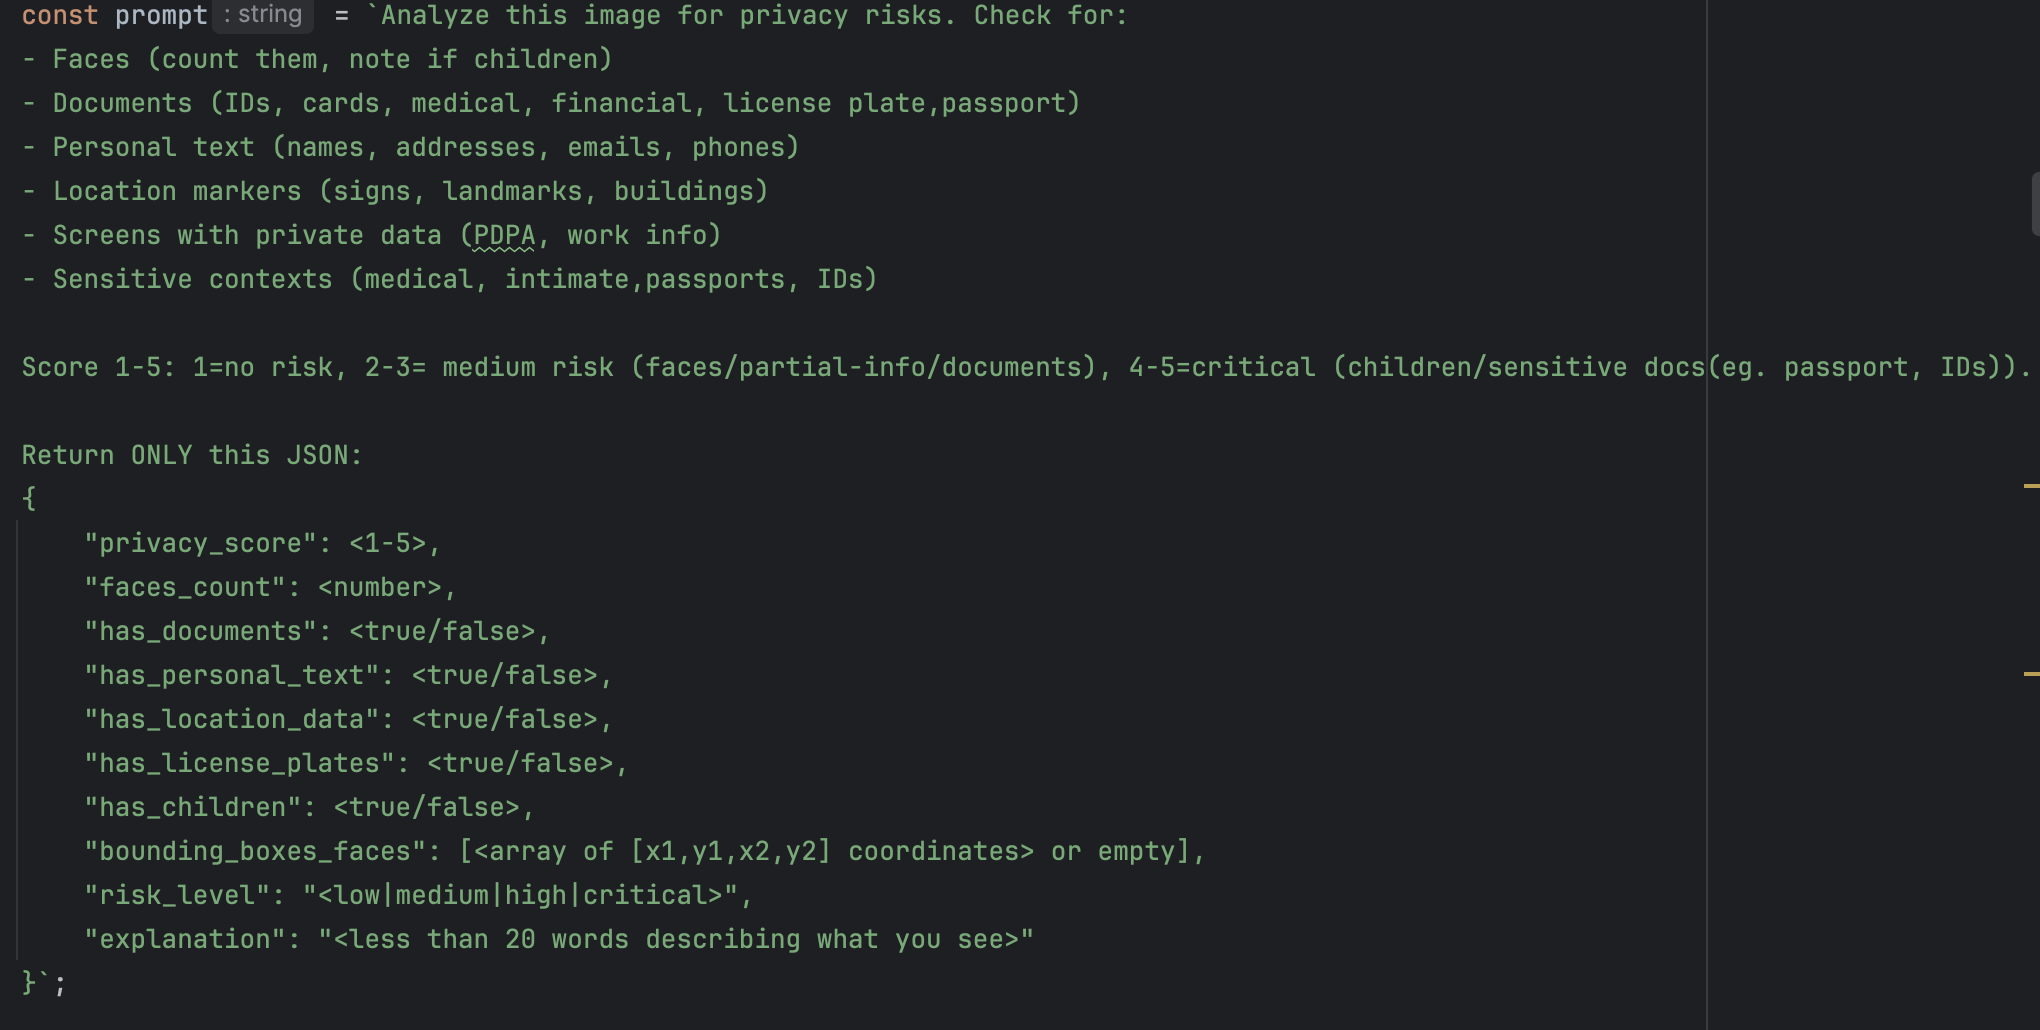 const prompt : string = `Analyze this image for privacy risks. Check for:
- Faces (count them, note if children)
- Documents (IDs, cards, medical, financial, license plate,passport)
- Personal text (names, addresses, emails, phones)
- Location markers (signs, landmarks, buildings)
- Screens with private data (PDPA, work info)
- Sensitive contexts (medical, intimate,passports, IDs)

Score 1-5: 1=no risk, 2-3= medium risk (faces/partial-info/documents), 4-5=critical (children/sensitive docs(eg. passport, IDs)).

Return ONLY this JSON:
{
    "privacy_score": <1-5>,
    "faces_count": <number>,
    "has_documents": <true/false>,
    "has_personal_text": <true/false>,
    "has_location_data": <true/false>,
    "has_license_plates": <true/false>,
    "has_children": <true/false>,
    "bounding_boxes_faces": [<array of [x1,y1,x2,y2] coordinates> or empty],
    "risk_level": "<low|medium|high|critical>",
    "explanation": "<less than 20 words describing what you see>"
}`;